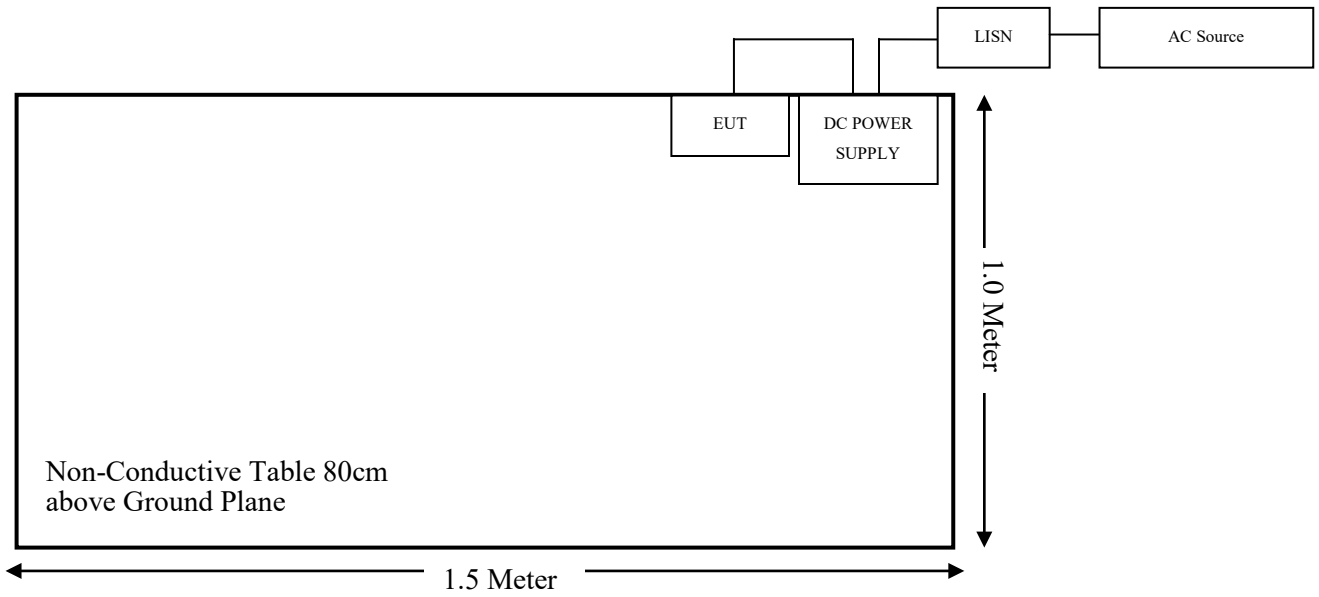 LISN
AC Source
EUT
DC POWER
SUPPLY
1.0 Meter
Non-Conductive Table 80cm
above Ground Plane
1.5 Meter